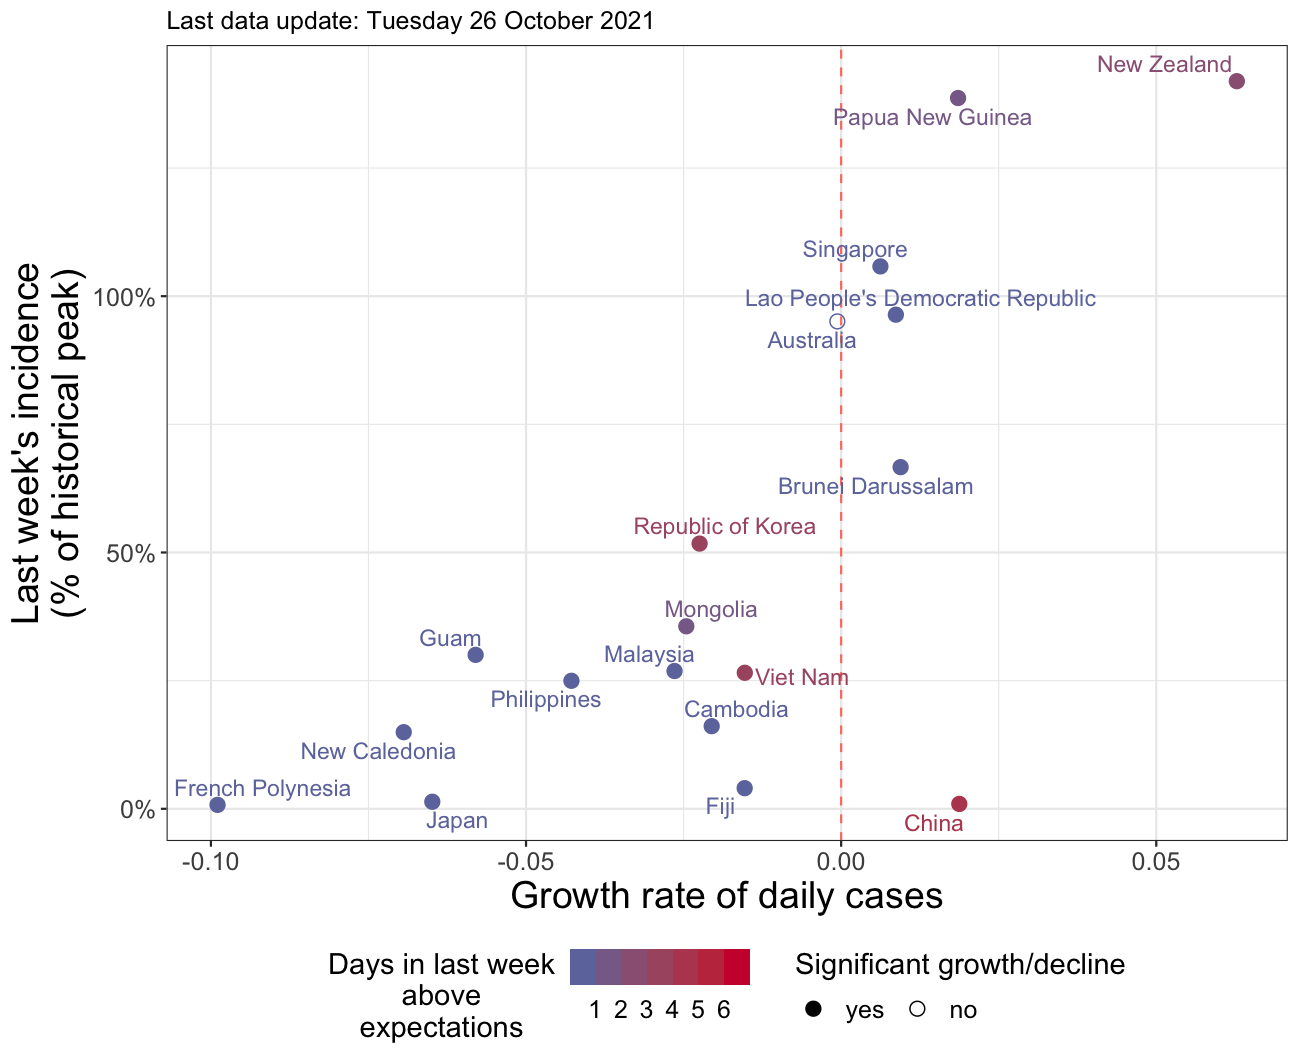 Last data update: Tuesday 26 October 2021
New Zealand
Papua New Guinea
Singapore
Lao People's Democratic Republic
Australia
Brunei Darussalam
Republic of Korea
Mongolia
Guam
Malaysia
Viet Nam
Philippines
Cambodia
New Caledonia
French Polynesia
Japan
Fiji
China
Last week's incidence
(% of historical peak)
100%
50%
0%
-0.10
-0.05
0.00
0.05
Growth rate of daily cases
Days in last week
above
expectations
1 2 3 4 5 6
Significant growth/decline
yes
no